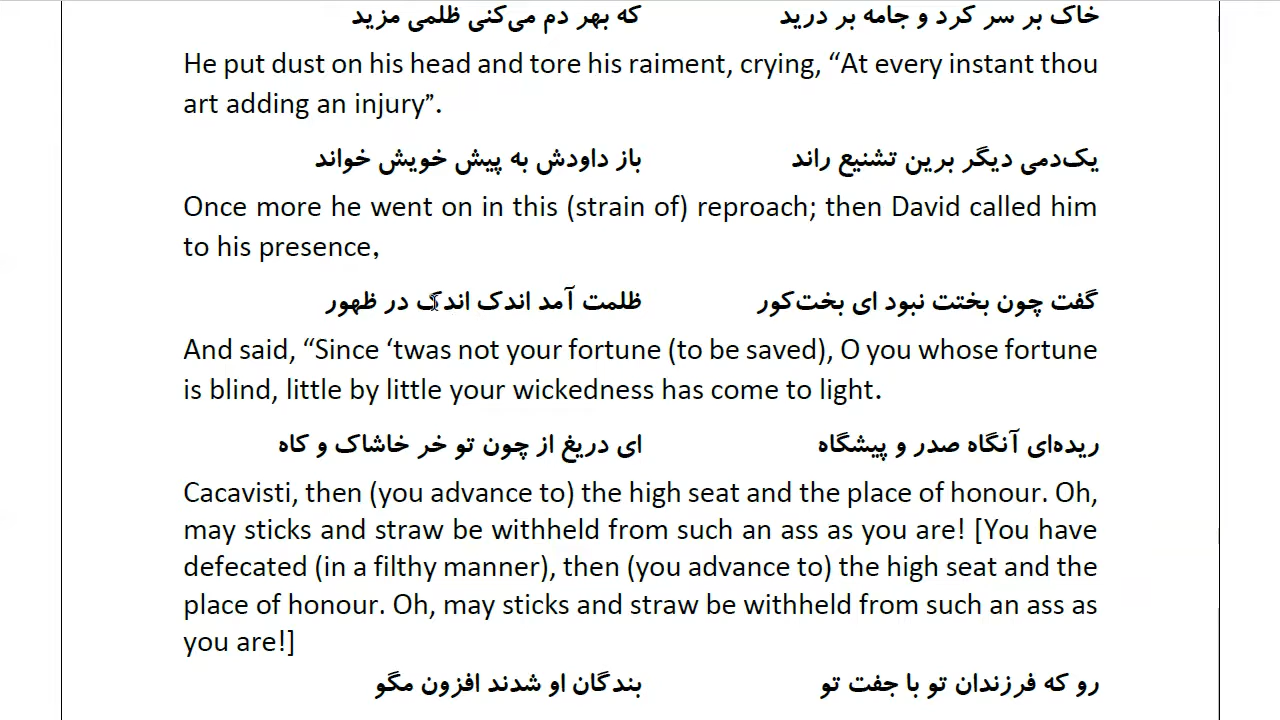 خاک بر سر کرد و جامه بر درید که بهر دم می‌کنی ظلمی مزید
He put dust on his head and tore his raiment, crying, “At every instant thou
art adding an injury”.
یک‌دمی دیگر برین تشنیع راند باز داودش به پیش خویش خواند
Once more he went on in this (strain of) reproach; then David called him
to his presence,
گفت چون بختت نبود ای بخت‌کور ظلمت آمد اندک اندک در ظهور
And said, “Since ‘twas not your fortune (to be saved), O you whose fortune
is blind, little by little your wickedness has come to light.
ریده‌ای آنگاه صدر و پیشگاه ای دریغ از چون تو خر خاشاک و کاه
Cacavisti, then (you advance to) the high seat and the place of honour. Oh,
may sticks and straw be withheld from such an ass as you are! [You have
defecated (in a filthy manner), then (you advance to) the high seat and the
place of honour. Oh, may sticks and straw be withheld from such an ass as
you are!]
رو که فرزندان تو با جفت تو بندگان او شدند افزون مگو